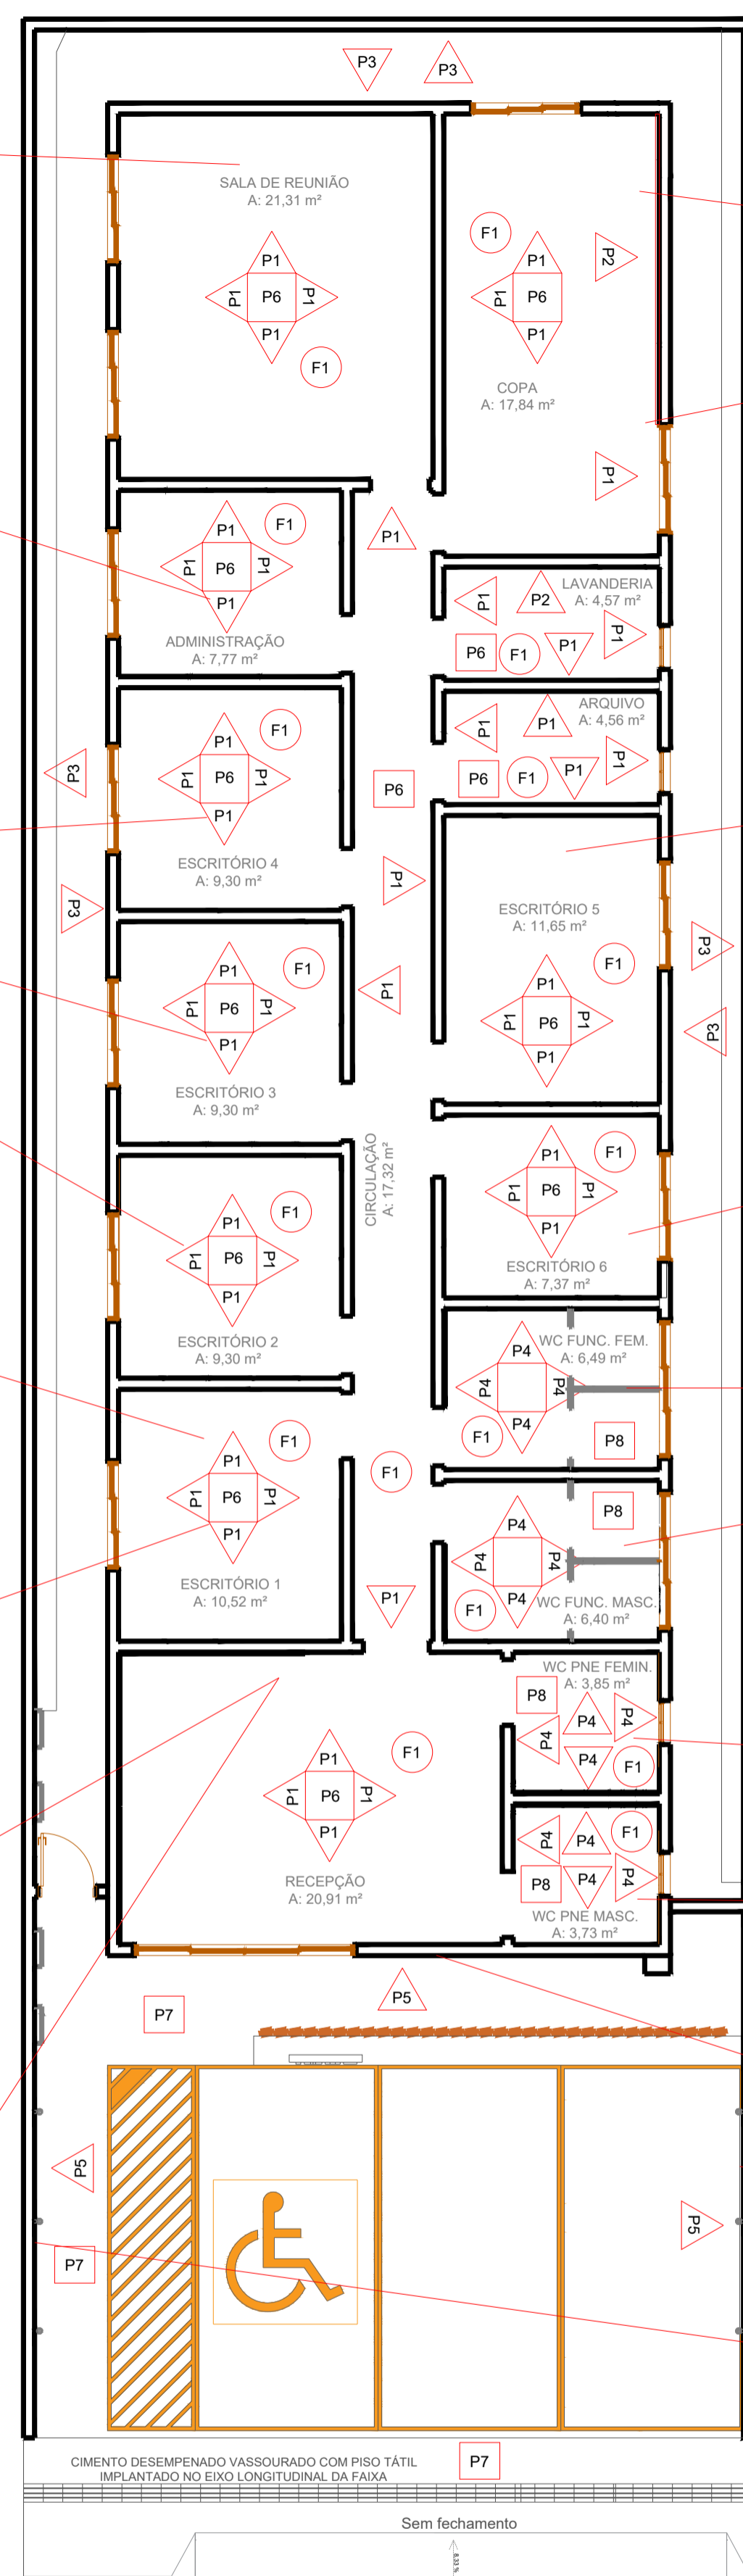 P3
P3
SALA DE REUNIÃO
A: 21,31 m²
P1
P1
P6
P1
P1
F1
F1
P1
P1
P6
P1
P2
COPA
A: 17,84 m²
P1
P1
F1
P1
P1
P6
P1
P1
ADMINISTRAÇÃO
A: 7,77 m²
LAVANDERIA
A: 4,57 m²
P1
P2
P1
P6
F1
P1
ARQUIVO
A: 4,56 m²
P1
P1
P1
P6
F1
P1
P3
F1
P1
P1
P6
P1
P1
ESCRITÓRIO 4
A: 9,30 m²
P6
P1
P3
ESCRITÓRIO 5
A: 11,65 m²
F1
P1
P1
P6
P1
P1
P3
P3
F1
P1
P1
P6
P1
P1
ESCRITÓRIO 3
A: 9,30 m²
P1
CIRCULAÇÃO
A: 17,32 m²
F1
P1
P1
P6
P1
P1
ESCRITÓRIO 6
A: 7,37 m²
F1
P1
P1
P6
P1
P1
ESCRITÓRIO 2
A: 9,30 m²
WC FUNC. FEM.
A: 6,49 m²
P4
P4
P4
P4
F1
P8
F1
P1
P1
P6
P1
P1
ESCRITÓRIO 1
A: 10,52 m²
F1
P8
P4
P4
P4
P4
F1
WC FUNC. MASC.
A: 6,40 m²
P1
WC PNE FEMIN.
A: 3,85 m²
P8
P4
P4
P4
P4
F1
F1
P1
P1
P6
P1
P1
RECEPÇÃO
A: 20,91 m²
P4
P4
F1
P8
P4
P4
WC PNE MASC.
A: 3,73 m²
P7
P5
P5
P5
P7
CIMENTO DESEMPENADO VASSOURADO COM PISO TÁTIL
IMPLANTADO NO EIXO LONGITUDINAL DA FAIXA
P7
Sem fechamento
8,33 %